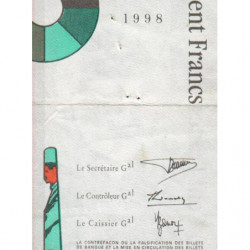 1998
ent Francs
Le Secrétaire Gal
Le Contrôleur Gal
Le Caissier Gal
LA CONTREFAÇON OU LA FALSIFICATION DES BILLETS
DE BANQUE ET LA MISE EN CIRCULATION DES BILLETS